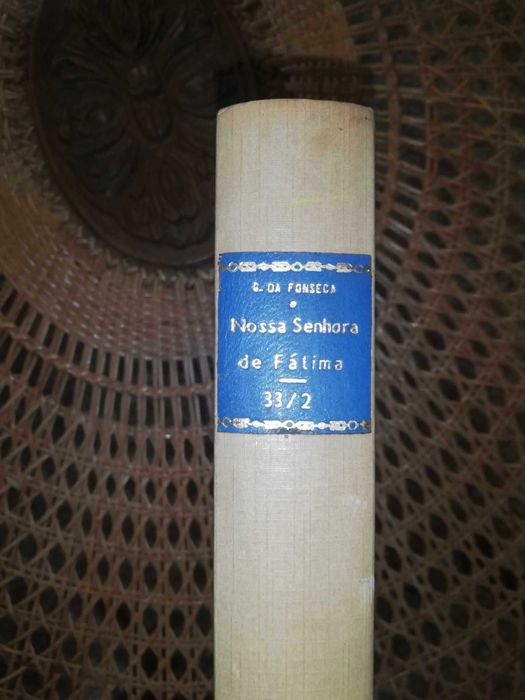 G. DA FONSECA
Nossa Senhora
de Fátima
33/2